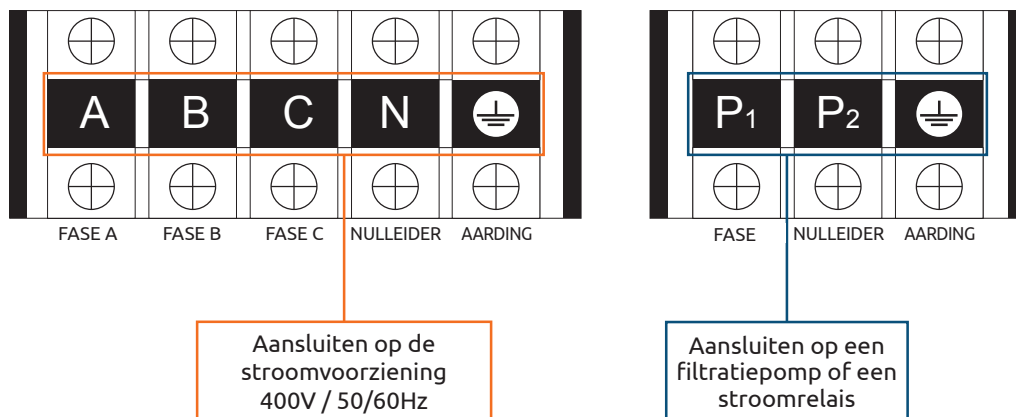 A B C N
P1 P2
FASE A FASE B FASE C NULLEIDER AARDING
FASE NULLEIDER AARDING
Aansluiten op de
stroomvoorziening
400V / 50/60Hz
Aansluiten op een
filtratiepomp of een
stroomrelais